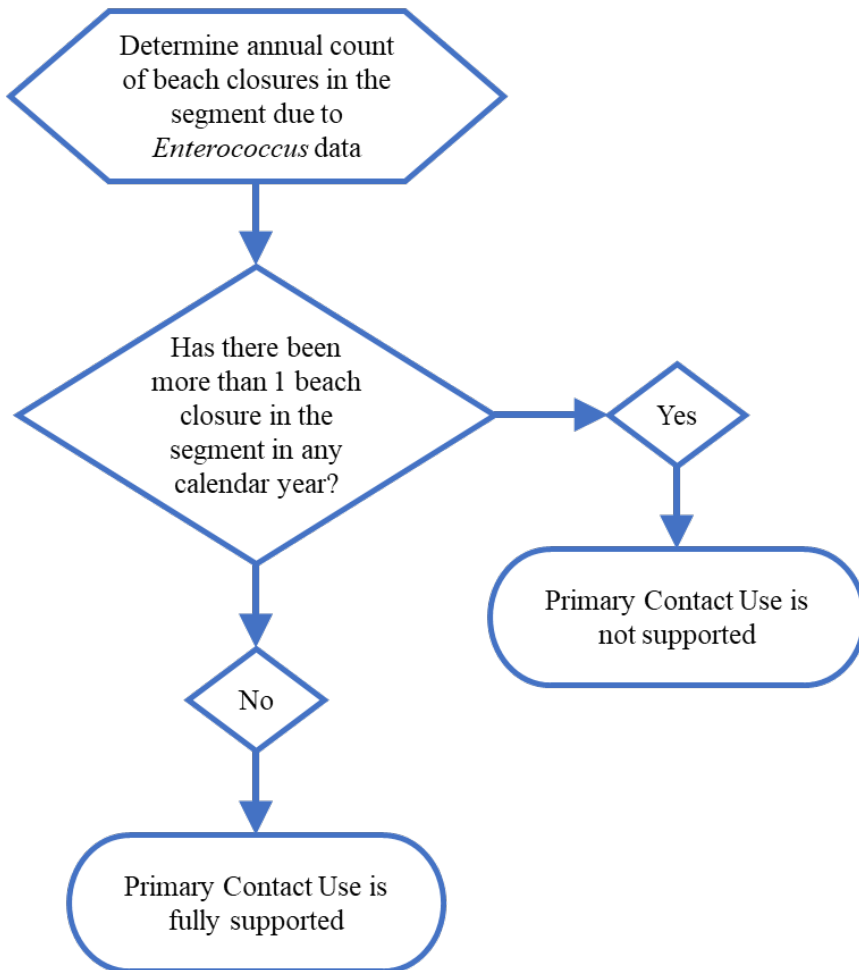 Determine annual count
of beach closures in the
segment due to
Enterococcus data
Has there been
more than 1 beach
closure in the
segment in any
calendar year?
Yes
Primary Contact Use is
not supported
No
Primary Contact Use is
fully supported